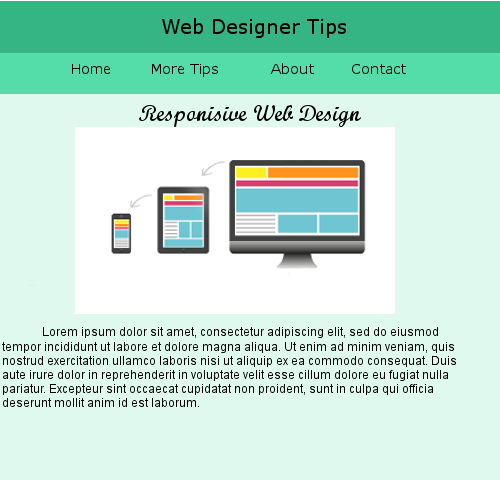 Web Designer Tips
Home More Tips About Contact
Responisive Web Design
Lorem ipsum dolor sit amet, consectetur adipiscing elit, sed do eiusmod
tempor incididunt ut labore et dolore magna aliqua. Ut enim ad minim veniam, quis
nostrud exercitation ullamco laboris nisi ut aliquip ex ea commodo consequat. Duis
aute irure dolor in reprehenderit in voluptate velit esse cillum dolore eu fugiat nulla
pariatur. Excepteur sint occaecat cupidatat non proident, sunt in culpa qui officia
deserunt mollit anim id est laborum.